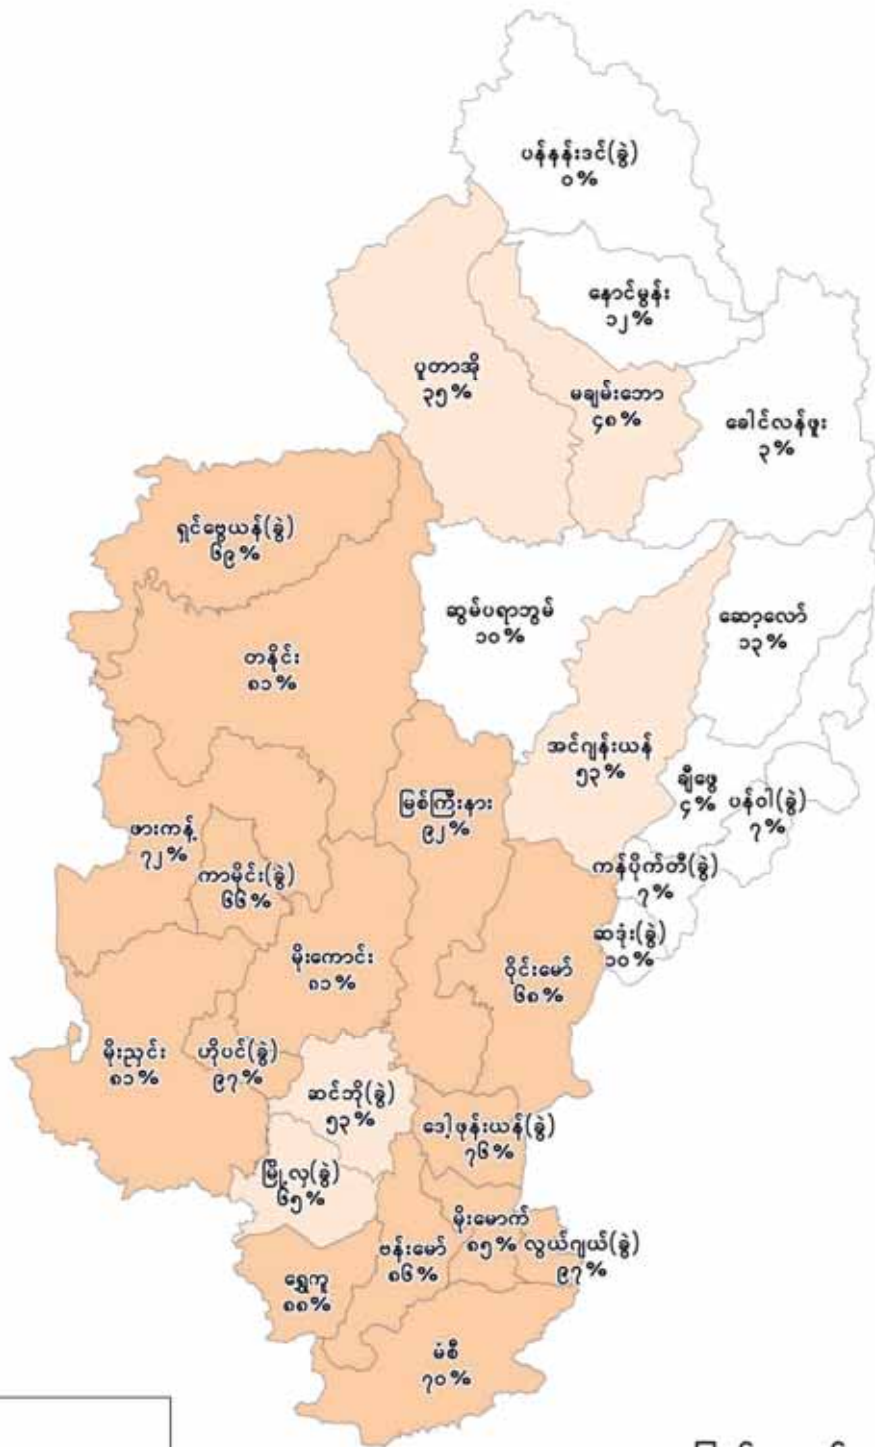 ပန်နန်းဒင်(ခွဲ)
၀%
နောင်မွန်း
၁၂%
ပူတာအို
၃၅%
မချမ်းဘော
၄၈%
ခေါင်လန်ဖူး
၃%
ရှင်ဗွေယန်(ခွဲ)
၆၉%
ဆွမ်ပရာဘွမ်
၁၀%
ဆော့လော်
၁၃%
တနိုင်း
၈၁%
အင်ဂျန်းယန်
၅၃%
ချီဖွေ
၄%
ပန်ဝါ(ခွဲ)
၇%
မြစ်ကြီးနား
၉၂%
ဖားကန့်
၇၂%
ကာမိုင်း(ခွဲ)
၆၆%
ကန်ပိုက်တီ(ခွဲ)
၇%
ဆဒုံး(ခွဲ)
၁၀%
မိုးကောင်း
၈၁%
ဝိုင်းမော်
၆၈%
မိုးညှင်း
၈၁%
ဟိုပင်(ခွဲ)
၉၇%
ဆင်ဘို(ခွဲ)
၅၃%
ဒေါ့ဖုန်းယန်(ခွဲ)
၇၆%
မြို့လှ(ခွဲ)
၆၅%
မိုးမောက်
၈၅%
လွယ်ဂျယ်(ခွဲ)
၉၇%
ဗန်းမော်
၈၆%
ရွှေကူ
၈၈%
မံစီ
၇၀%